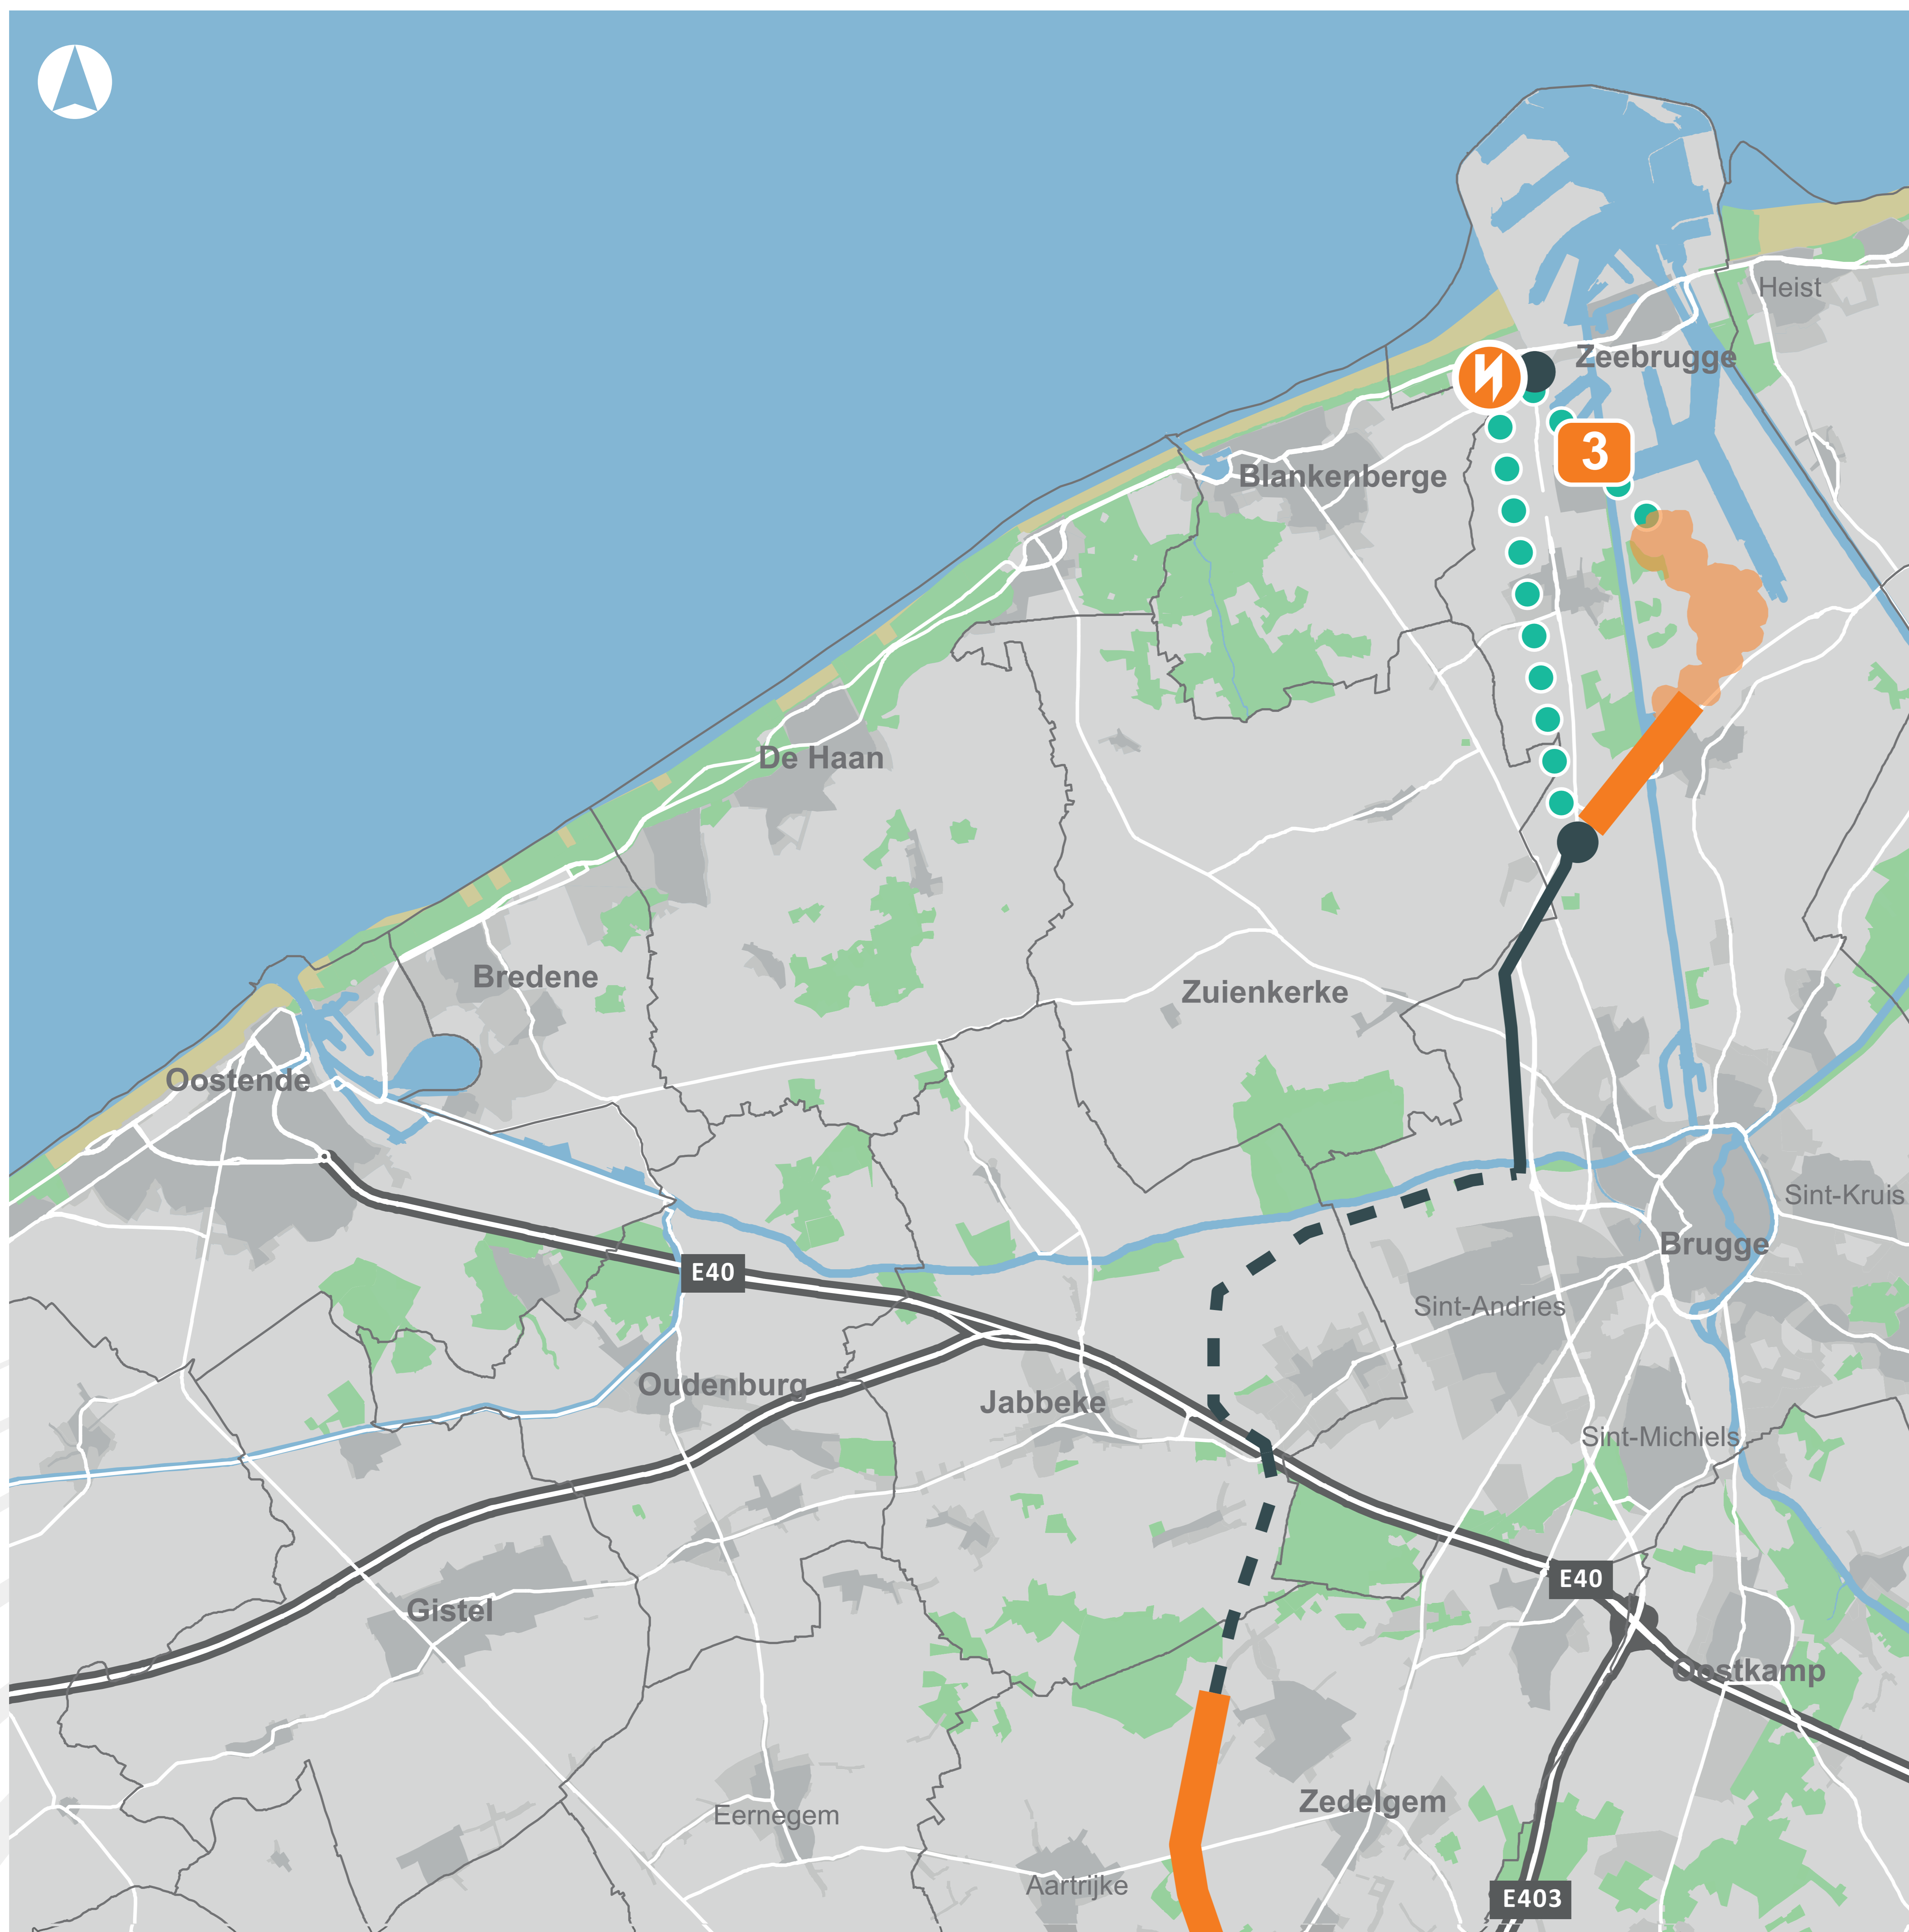 Heist
Zeebrugge
3
Blankenberge
De Haan
Bredene
Zuienkerke
Oostende
Sint-Kruis
Brugge
E40
Sint-Andries
Oudenburg
Jabbeke
Sint-Michiels
E40
Gistel
Oostkamp
Zedelgem
Eernegem
Aartrijke
E403